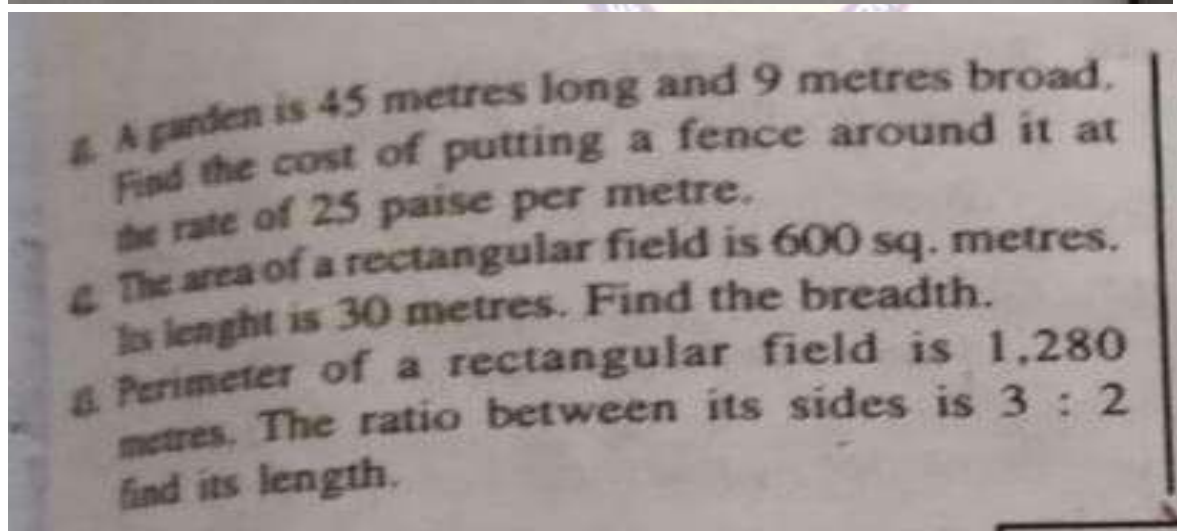 A garden is 45 metres long and 9 metres broad.
Find the cost of putting a fence around it at
the rate of 25 paise per metre.
The area of a rectangular field is 600 sq. metres.
Its lenght is 30 metres. Find the breadth.
Perimeter of a rectangular field is 1,280
metres. The ratio between its sides is 3 : 2
find its length.